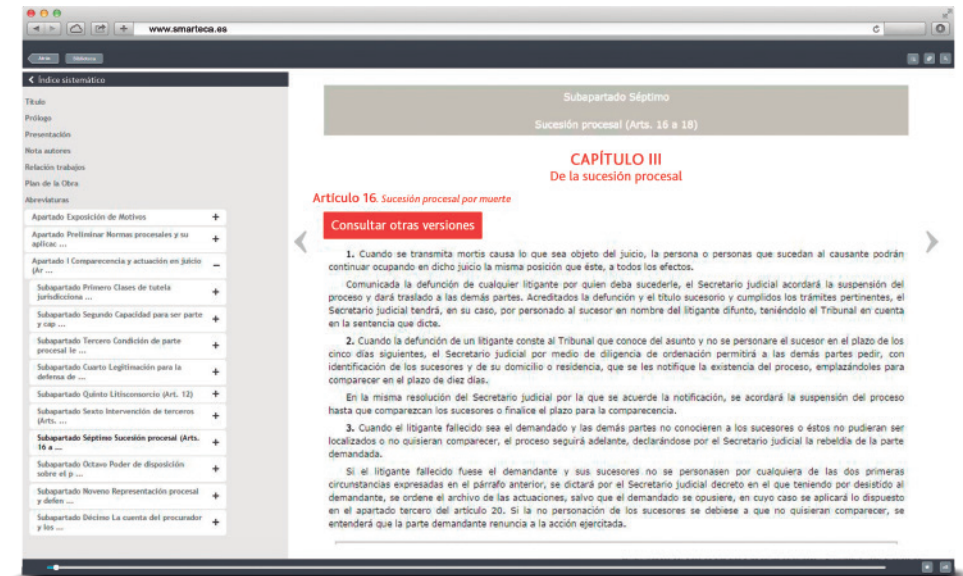 www.smarteca.es
Índice sistemático
Título
Prólogo
Presentación
Nota autores
Relación trabajos
Plan de la Obra
Abreviaturas
Apartado Exposición de Motivos
Apartado Preliminar Normas procesales y su
aplicac ...
Apartado I Comparecencia y actuación en juicio
(Ar ...
Subapartado Primero Clases de tutela
jurisdicciona ...
Subapartado Segundo Capacidad para ser parte
y cap ...
Subapartado Tercero Condición de parte
procesal le ...
Subapartado Cuarto Legitimación para la
defensa de ...
Subapartado Quinto Litisconsorcio (Art. 12)
Subapartado Sexto Intervención de terceros
(Arts. ...
Subapartado Séptimo Sucesión procesal (Arts.
16 a ...
Subapartado Octavo Poder de disposición
sobre el p ...
Subapartado Noveno Representación procesal
y defen ...
Subapartado Décimo La cuenta del procurador
y los ...
Subapartado Séptimo
Sucesión procesal (Arts. 16 a 18)
CAPÍTULO III
De la sucesión procesal
Artículo 16. Sucesión procesal por muerte
Consultar otras versiones
1. Cuando se transmita mortis causa lo que sea objeto del juicio, la persona o personas que sucedan al causante podrán
continuar ocupando en dicho juicio la misma posición que éste, a todos los efectos.
Comunicada la defunción de cualquier litigante por quien deba sucederle, el Secretario judicial acordará la suspensión del
proceso y dará traslado a las demás partes. Acreditados la defunción y el título sucesorio y cumplidos los trámites pertinentes, el
Secretario judicial tendrá, en su caso, por personado al sucesor en nombre del litigante difunto, teniéndolo el Tribunal en cuenta
en la sentencia que dicte.
2. Cuando la defunción de un litigante conste al Tribunal que conoce del asunto y no se personare el sucesor en el plazo de los
cinco días siguientes, el Secretario judicial por medio de diligencia de ordenación permitirá a las demás partes pedir, con
identificación de los sucesores y de su domicilio o residencia, que se les notifique la existencia del proceso, emplazándoles para
comparecer en el plazo de diez días.
En la misma resolución del Secretario judicial por la que se acuerde la notificación, se acordará la suspensión del proceso
hasta que comparezcan los sucesores o finalice el plazo para la comparecencia.
3. Cuando el litigante fallecido sea el demandado y las demás partes no conocieren a los sucesores o éstos no pudieran ser
localizados o no quisieran comparecer, el proceso seguirá adelante, declarándose por el Secretario judicial la rebeldía de la parte
demandada.
Si el litigante fallecido fuese el demandante y sus sucesores no se personasen por cualquiera de las dos primeras
circunstancias expresadas en el párrafo anterior, se dictará por el Secretario judicial decreto en el que teniendo por desistido al
demandante, se ordene el archivo de las actuaciones, salvo que el demandado se opusiere, en cuyo caso se aplicará lo dispuesto
en el apartado tercero del artículo 20. Si la no personación de los sucesores se debiese a que no quisieran comparecer, se
entenderá que la parte demandante renuncia a la acción ejercitada.